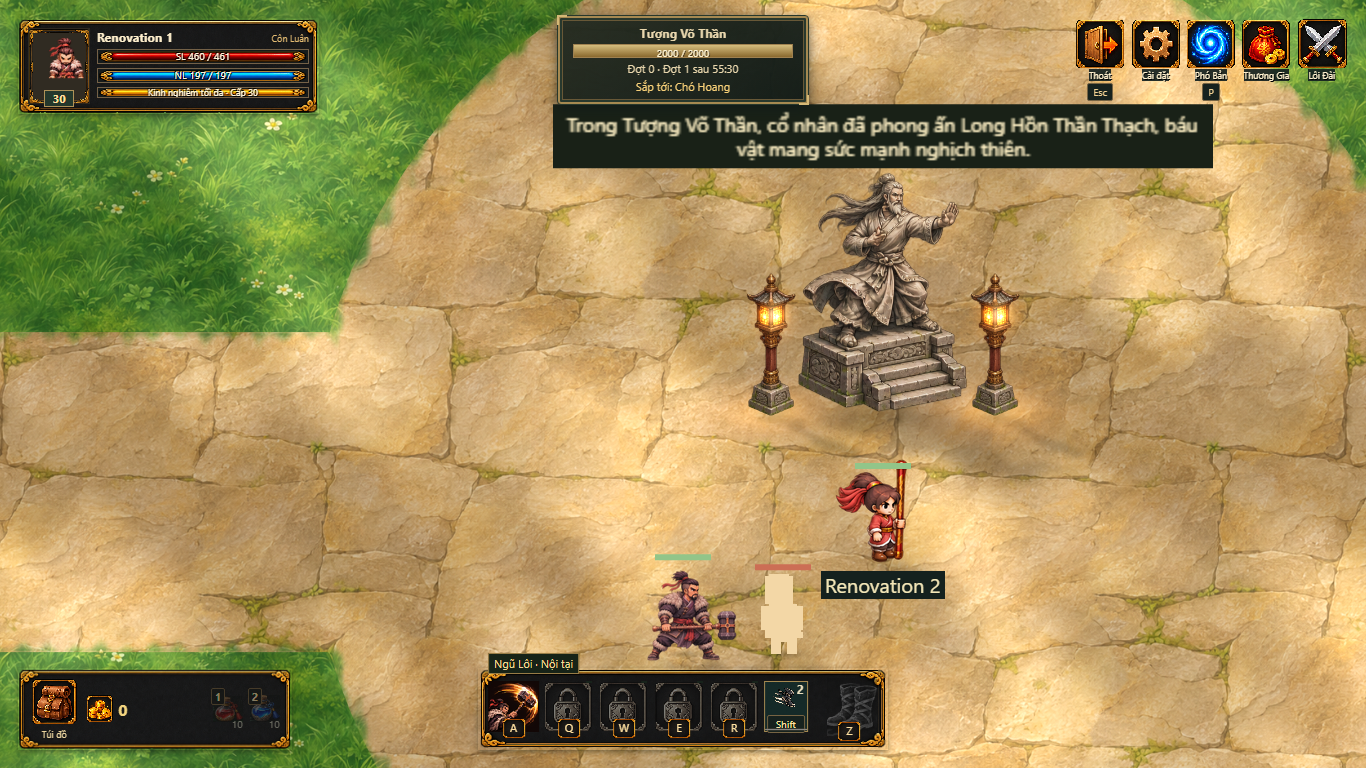 Renovation 1
Côn Luân
SL 460 / 461
NL 197 / 197
30
Kinh nghiệm tối đa - Cấp 30
Tượng Võ Thần
2000 / 2000
Đợt 0 · Đợt 1 sau 55:30
Sắp tới: Chó Hoang
Thoát
Cài đặt
Phó Bản
Thương Gia
Lôi Đài
Esc
P
Trong Tượng Võ Thần, cổ nhân đã phong ấn Long Hồn Thần Thạch, báu
vật mang sức mạnh nghịch thiên.
Renovation 2
Túi đồ
0
1
10
2
10
Ngũ Lôi · Nội tại
A
Q
W
E
R
2
Shift
Z